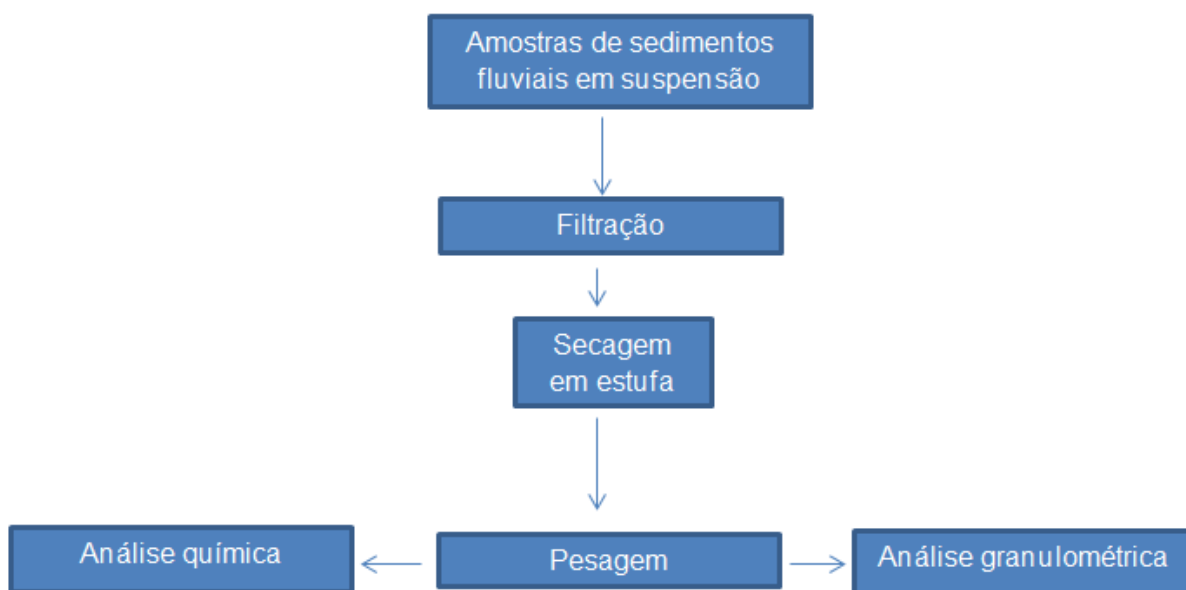 Amostras de sedimentos
fluviais em suspensão
Filtração
Secagem
em estufa
Análise química
Pesagem
Análise granulométrica